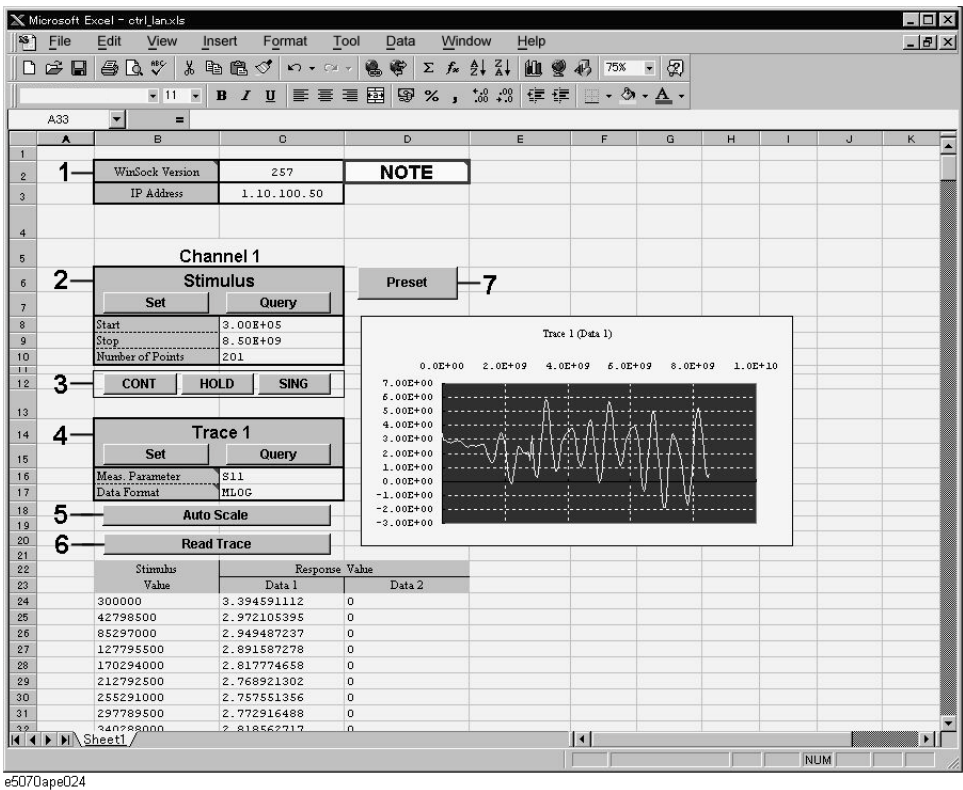 Microsoft Excel - ctrl_lan.xls
File Edit View Insert Format Tool Data Window Help
75%
11 B I U % ,
A33 =
A B C D E F G H I J K
1
2 1 WinSock Version 257 NOTE
3 IP Address 1.10.100.50
4
5 Channel 1
6 2 Stimulus Preset 7
7 Set Query
8 Start 3.00E+05
9 Stop 8.50E+09
10 Number of Points 201
11
12 3 CONT HOLD SING
13
14 4 Trace 1
15 Set Query
16 Meas. Parameter S11
17 Data Format MLOG
18 5 Auto Scale
19
20 6 Read Trace
21
Trace 1 (Data 1)
0.0E+00 2.0E+09 4.0E+09 6.0E+09 8.0E+09 1.0E+10
7.00E+00
6.00E+00
5.00E+00
4.00E+00
3.00E+00
2.00E+00
1.00E+00
0.00E+00
-1.00E+00
-2.00E+00
-3.00E+00
22 Stimulus Response Value
23 Value Data 1 Data 2
24 300000 3.394591112 0
25 42798500 2.972105395 0
26 85297000 2.949487237 0
27 127795500 2.891587278 0
28 170294000 2.817774658 0
29 212792500 2.768921302 0
30 255291000 2.757551356 0
31 297789500 2.772916488 0
32 340288000 2.818562717 0
Sheet1
NUM
e5070ape024